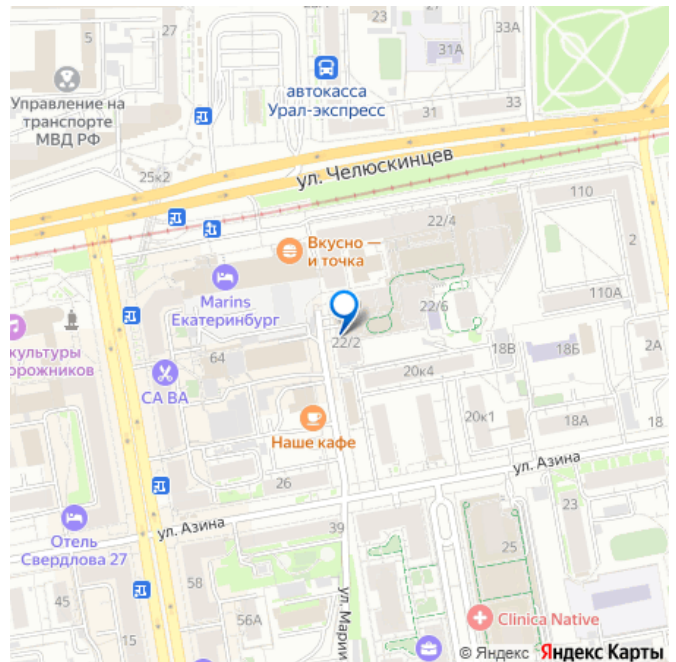 23
33А
5
27
31А
автокасса
Урал-экспресс
Управление на
транспорте
МВД РФ
31
33
ул. Челюскинцев
25к2
110
22/4
2
Вкусно —
и точка
Marins
Екатеринбург
22/6
110А
культуры
орожников
64
22/2
18В
18Б
2А
20к4
СА ВА
20к1
18А
18
Наше кафе
ул. Азина
26
23
ул. Азина
39
Отель
Свердлова 27
25
58
45
56А
ул. Марии
Clinica Native
15
© Яндекс Яндекс Карты